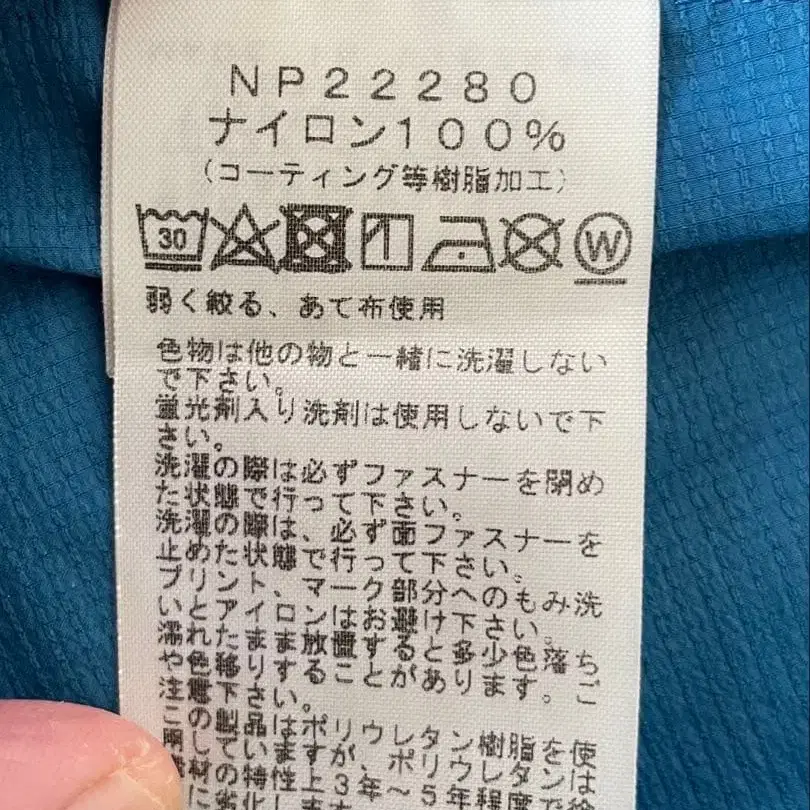 NP22280
ナイロン100%
(コーティング等樹脂加工)
30 W
弱く絞る、あて布使用
色物は他の物と一緒に洗濯しない
で下さい。
蛍光剤入り洗剤は使用しないで下
さい。
洗濯の際は必ずファスナーを閉め
た状態で行って下さい。
洗濯の際は、必ず面ファスナーを
止めた状態で行って下さい。
プリント、マーク部分へのもみ洗
いとアイロンはお避け下さい。
濡れたまま放置すると多少色落ち
や色移りすることがあります。ご
注意下さい。
この製品はポリウレタン樹脂を使
用していますが、ポリウレタンは
素材の特性上3年～5年程度で
に劣化し